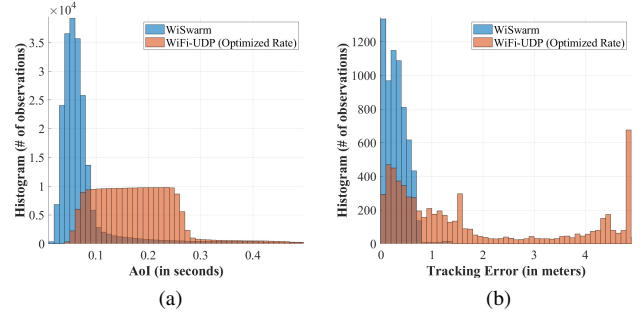 ×10⁴
WiSwarm
WiFi-UDP (Optimized Rate)
Histogram (# of observations)
3.5
3
2.5
2
1.5
1
0.5
0
0.1 0.2 0.3 0.4
AoI (in seconds)
(a)
WiSwarm
WiFi-UDP (Optimized Rate)
Histogram (# of observations)
1200
1000
800
600
400
200
0
0 1 2 3 4
Tracking Error (in meters)
(b)